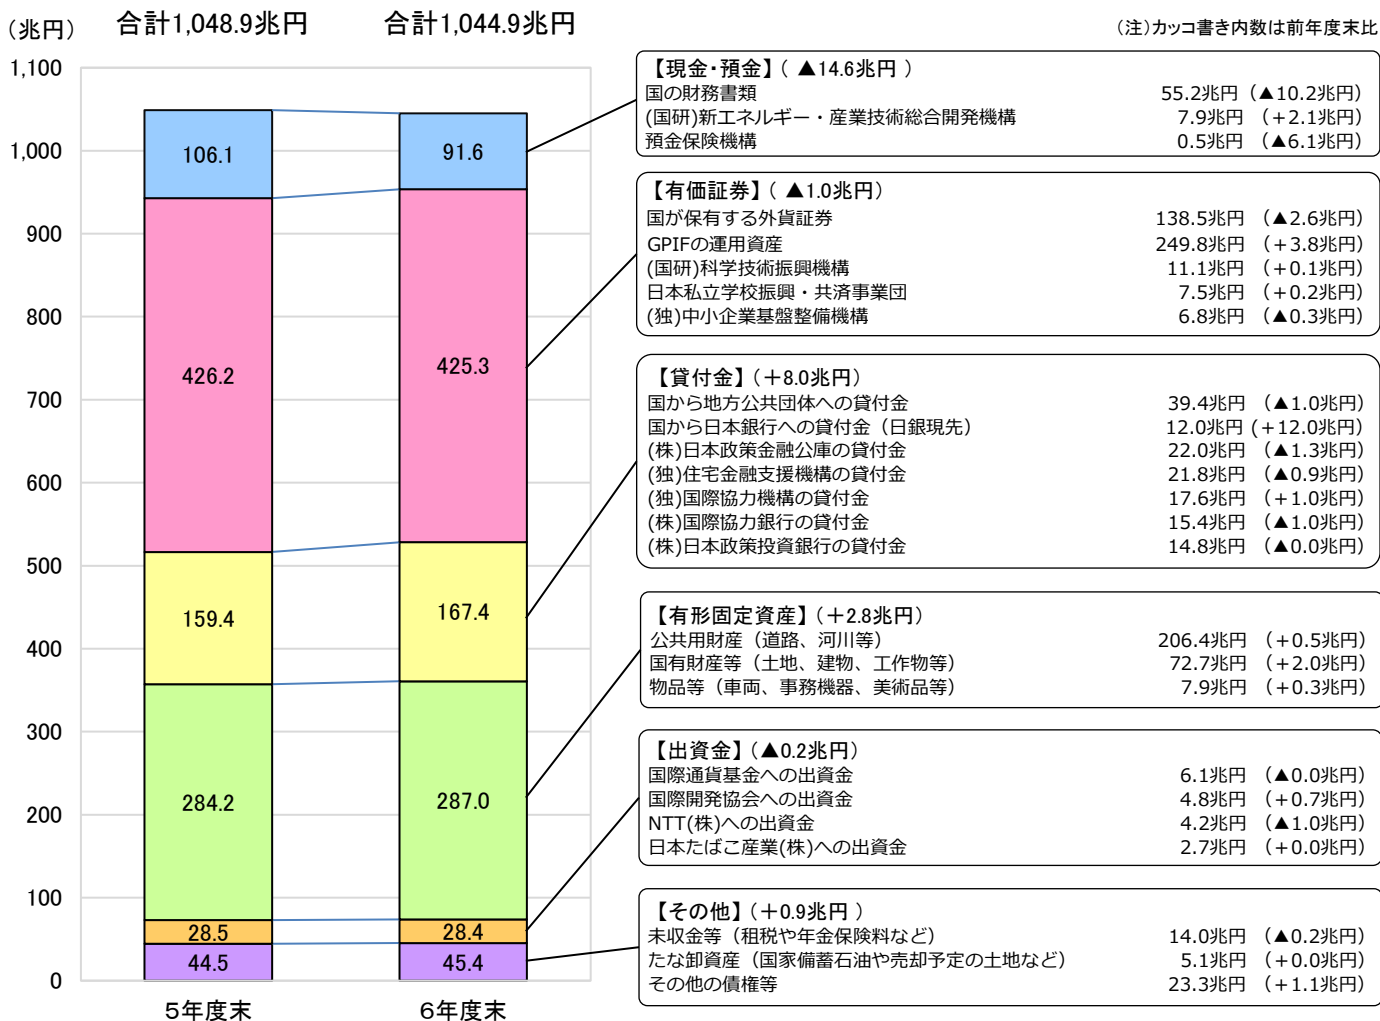 （兆円）
合計1,048.9兆円
合計1,044.9兆円
（注）カッコ書き内数は前年度末比
1,100
1,000
900
800
700
600
500
400
300
200
100
0
106.1
426.2
159.4
284.2
28.5
44.5
5年度末
91.6
425.3
167.4
287.0
28.4
45.4
6年度末
【現金・預金】（ ▲14.6兆円 ）
国の財務書類 55.2兆円 （▲10.2兆円）
(国研)新エネルギー・産業技術総合開発機構 7.9兆円 （+2.1兆円）
預金保険機構 0.5兆円 （▲6.1兆円）
【有価証券】（ ▲1.0兆円）
国が保有する外貨証券 138.5兆円 （▲2.6兆円）
GPIFの運用資産 249.8兆円 （+3.8兆円）
(国研)科学技術振興機構 11.1兆円 （+0.1兆円）
日本私立学校振興・共済事業団 7.5兆円 （+0.2兆円）
(独)中小企業基盤整備機構 6.8兆円 （▲0.3兆円）
【貸付金】（＋8.0兆円）
国から地方公共団体への貸付金 39.4兆円 （▲1.0兆円）
国から日本銀行への貸付金（日銀現先） 12.0兆円 (+12.0兆円)
(株)日本政策金融公庫の貸付金 22.0兆円 （▲1.3兆円）
(独)住宅金融支援機構の貸付金 21.8兆円 （▲0.9兆円）
(独)国際協力機構の貸付金 17.6兆円 （+1.0兆円）
(株)国際協力銀行の貸付金 15.4兆円 （▲1.0兆円）
(株)日本政策投資銀行の貸付金 14.8兆円 （▲0.0兆円）
【有形固定資産】（＋2.8兆円）
公共用財産（道路、河川等） 206.4兆円 （+0.5兆円）
国有財産等（土地、建物、工作物等） 72.7兆円 （+2.0兆円）
物品等（車両、事務機器、美術品等） 7.9兆円 （+0.3兆円）
【出資金】（▲0.2兆円）
国際通貨基金への出資金 6.1兆円 （▲0.0兆円）
国際開発協会への出資金 4.8兆円 （+0.7兆円）
NTT(株)への出資金 4.2兆円 （▲1.0兆円）
日本たばこ産業(株)への出資金 2.7兆円 （+0.0兆円）
【その他】（＋0.9兆円 ）
未収金等（租税や年金保険料など） 14.0兆円 （▲0.2兆円）
たな卸資産（国家備蓄石油や売却予定の土地など） 5.1兆円 （+0.0兆円）
その他の債権等 23.3兆円 （+1.1兆円）